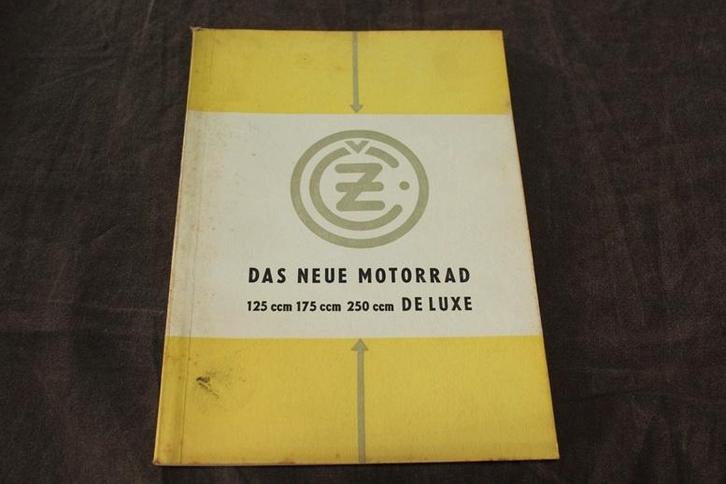 ČZ
DAS NEUE MOTORRAD
125 ccm 175 ccm 250 ccm DE LUXE